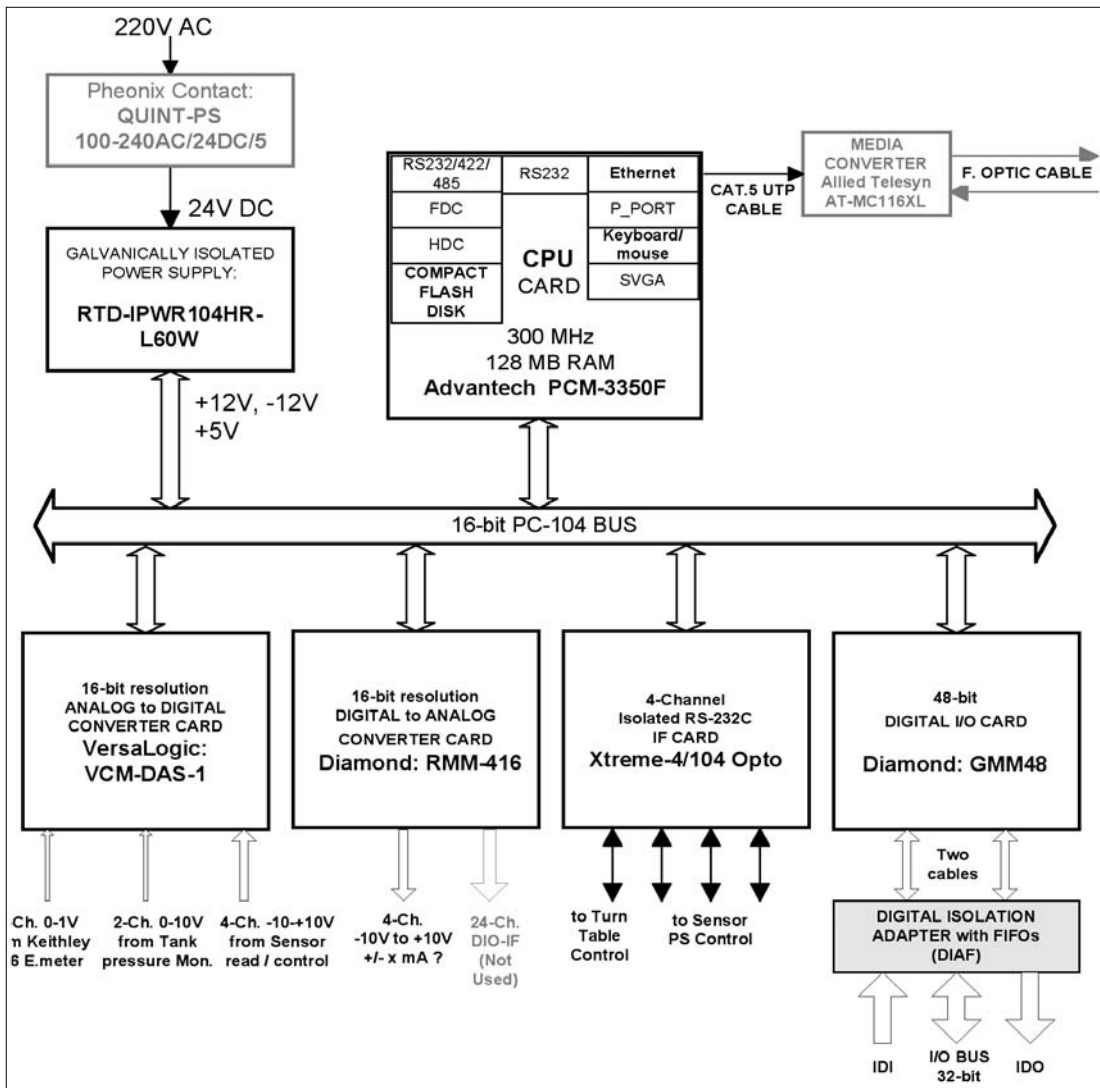 220V AC
Pheonix Contact:
QUINT-PS
100-240AC/24DC/5
24V DC
GALVANICALLY ISOLATED
POWER SUPPLY:
RTD-IPWR104HR-
L60W
+12V, -12V
+5V
RS232/422/
485
RS232
Ethernet
FDC
P_PORT
HDC
Keyboard/
mouse
COMPACT
FLASH
DISK
CPU
CARD
SVGA
300 MHz
128 MB RAM
Advantech PCM-3350F
CAT.5 UTP
CABLE
MEDIA
CONVERTER
Allied Telesyn
AT-MC116XL
F. OPTIC CABLE
16-bit PC-104 BUS
16-bit resolution
ANALOG to DIGITAL
CONVERTER CARD
VersaLogic:
VCM-DAS-1
16-bit resolution
DIGITAL to ANALOG
CONVERTER CARD
Diamond: RMM-416
4-Channel
Isolated RS-232C
IF CARD
Xtreme-4/104 Opto
48-bit
DIGITAL I/O CARD
Diamond: GMM48
-Ch. 0-1V
m Keithley
6 E.meter
2-Ch. 0-10V
from Tank
pressure Mon.
4-Ch. -10-+10V
from Sensor
read / control
4-Ch.
-10V to +10V
+/- x mA ?
24-Ch.
DIO-IF
(Not
Used)
to Turn
Table
Control
to Sensor
PS Control
Two
cables
DIGITAL ISOLATION
ADAPTER with FIFOs
(DIAF)
IDI
I/O BUS
32-bit
IDO